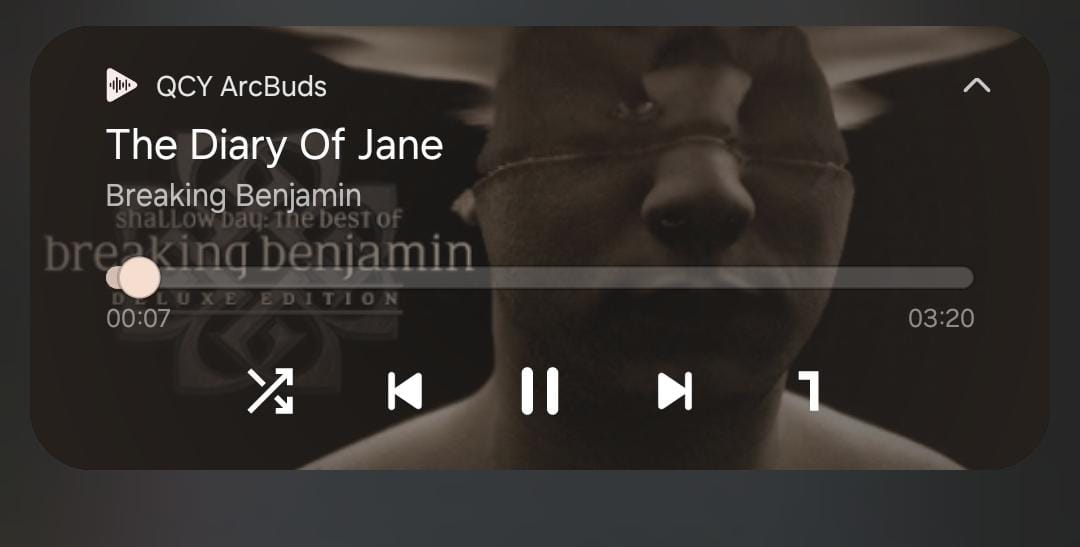 QCY ArcBuds
The Diary Of Jane
Breaking Benjamin
shallow bay: the best of
breaking benjamin
DELUXE EDITION
00:07
03:20
1